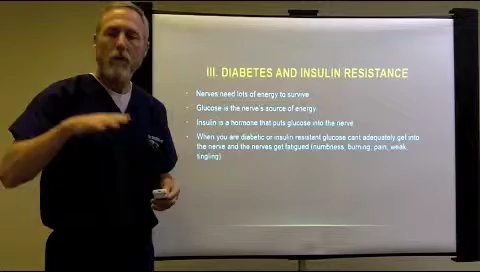 III. DIABETES AND INSULIN RESISTANCE
Nerves need lots of energy to survive
Glucose is the nerve's source of energy
Insulin is a hormone that puts glucose into the nerve
When you are diabetic or insulin resistant glucose cant adequately get into
the nerve and the nerves get fatigued (numbness, burning, pain, weak,
tingling)